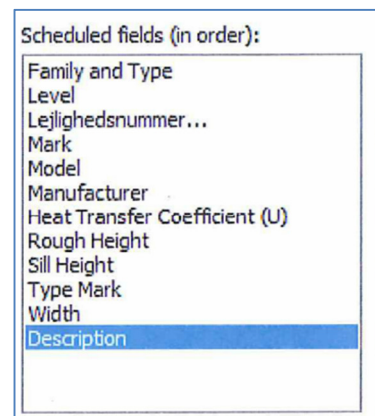 Scheduled fields (in order):
Family and Type
Level
Lejlighedsnummer...
Mark
Model
Manufacturer
Heat Transfer Coefficient (U)
Rough Height
Sill Height
Type Mark
Width
Description